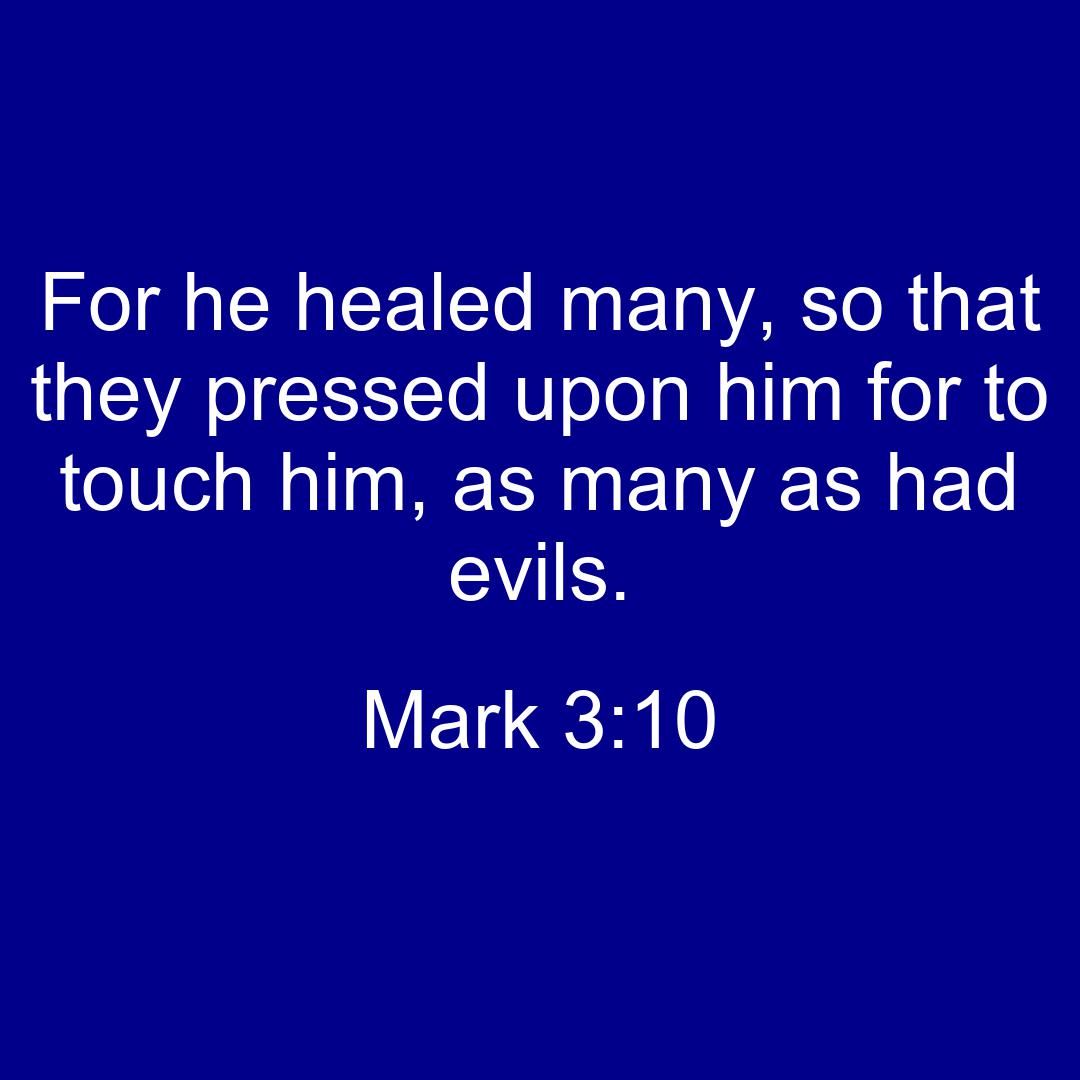 For he healed many, so that
they pressed upon him for to
touch him, as many as had
evils.
Mark 3:10